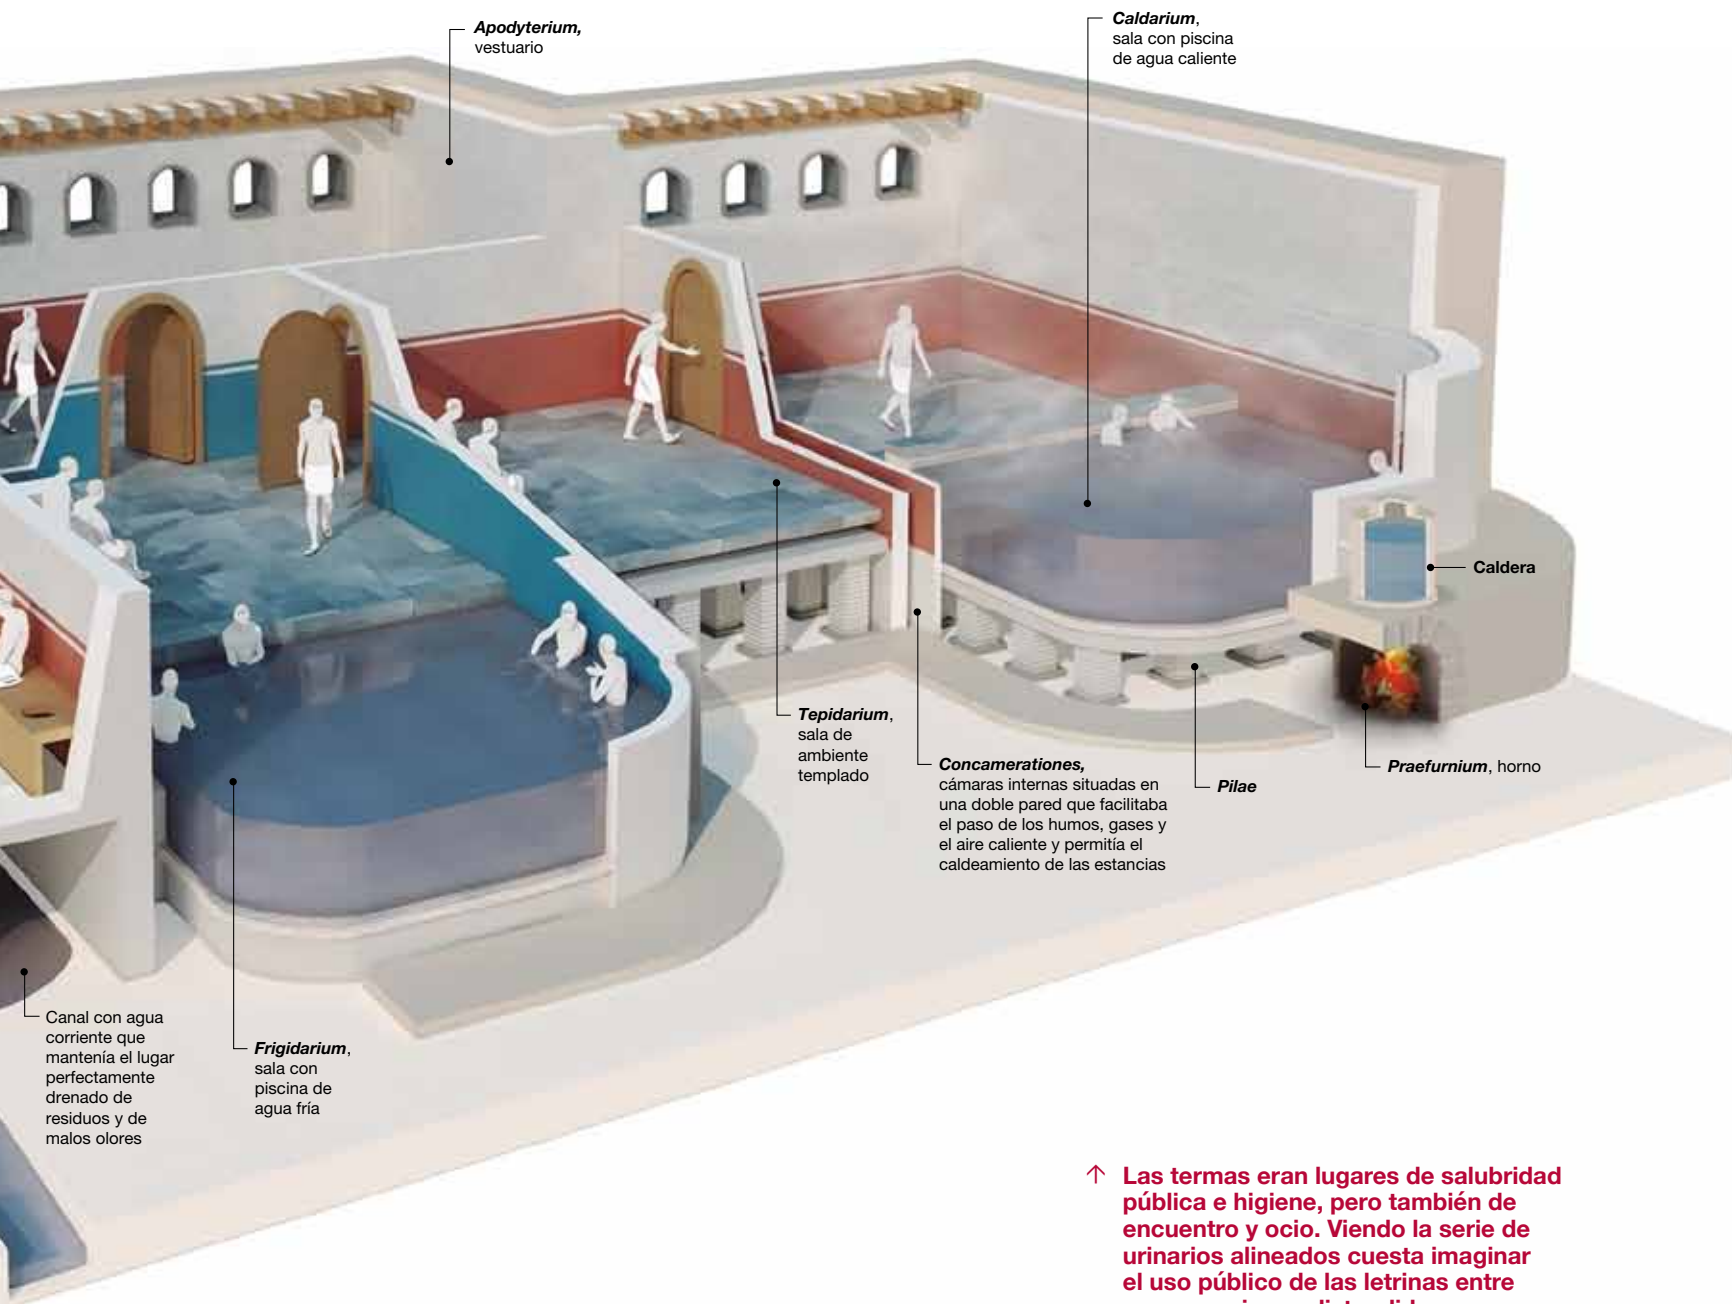 Apodyterium,
vestuario
Caldarium,
sala con piscina
de agua caliente
Caldera
Tepidarium,
sala de
ambiente
templado
Concamerationes,
cámaras internas situadas en
una doble pared que facilitaba
el paso de los humos, gases y
el aire caliente y permitía el
caldeamiento de las estancias
Pilae
Praefurnium, horno
Canal con agua
corriente que
mantenía el lugar
perfectamente
drenado de
residuos y de
malos olores
Frigidarium,
sala con
piscina de
agua fría
↑ Las termas eran lugares de salubridad
pública e higiene, pero también de
encuentro y ocio. Viendo la serie de
urinarios alineados cuesta imaginar
el uso público de las letrinas entre